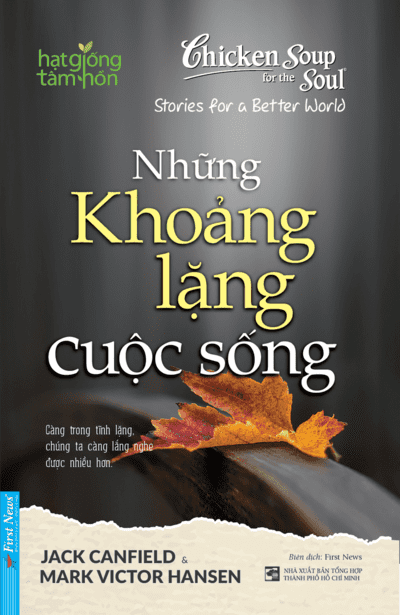 hạt giống
tâm hồn
Chicken Soup
for the
Soul®
Stories for a Better World
Những
Khoảng
lặng
cuộc sống
Càng trong tĩnh lặng,
chúng ta càng lắng nghe
được nhiều hơn.
First News
JACK CANFIELD &
MARK VICTOR HANSEN
Biên dịch: First News
NHÀ XUẤT BẢN TỔNG HỢP
THÀNH PHỐ HỒ CHÍ MINH